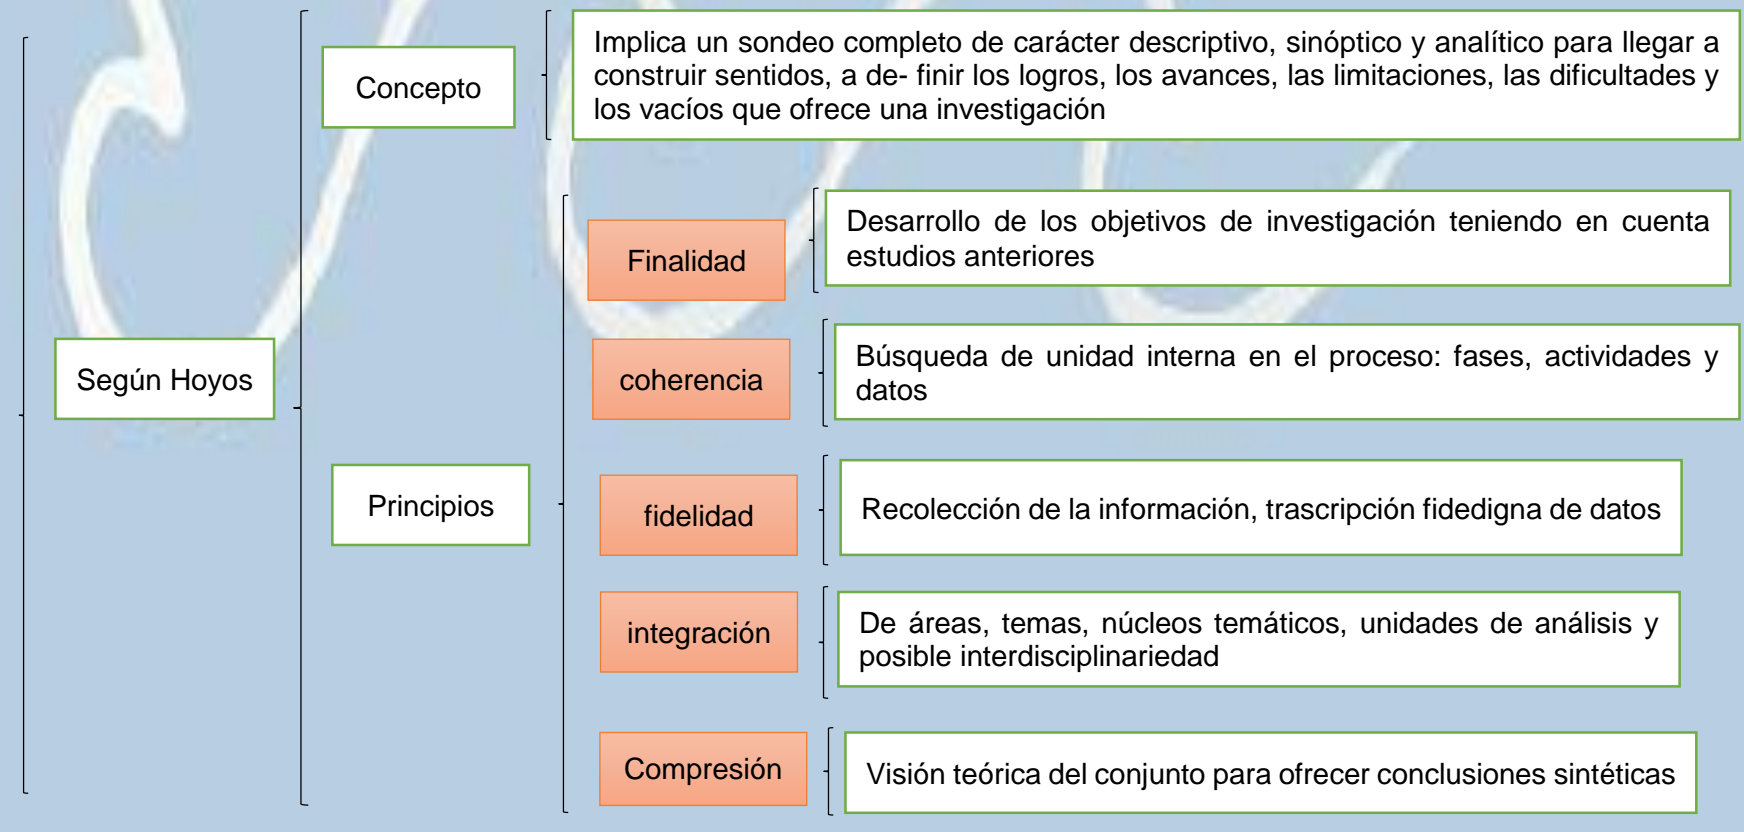 Según Hoyos
Concepto
Implica un sondeo completo de carácter descriptivo, sinóptico y analítico para llegar a
construir sentidos, a de- finir los logros, los avances, las limitaciones, las dificultades y
los vacíos que ofrece una investigación
Principios
Finalidad
Desarrollo de los objetivos de investigación teniendo en cuenta
estudios anteriores
coherencia
Búsqueda de unidad interna en el proceso: fases, actividades y
datos
fidelidad
Recolección de la información, trascripción fidedigna de datos
integración
De áreas, temas, núcleos temáticos, unidades de análisis y
posible interdisciplinariedad
Compresión
Visión teórica del conjunto para ofrecer conclusiones sintéticas